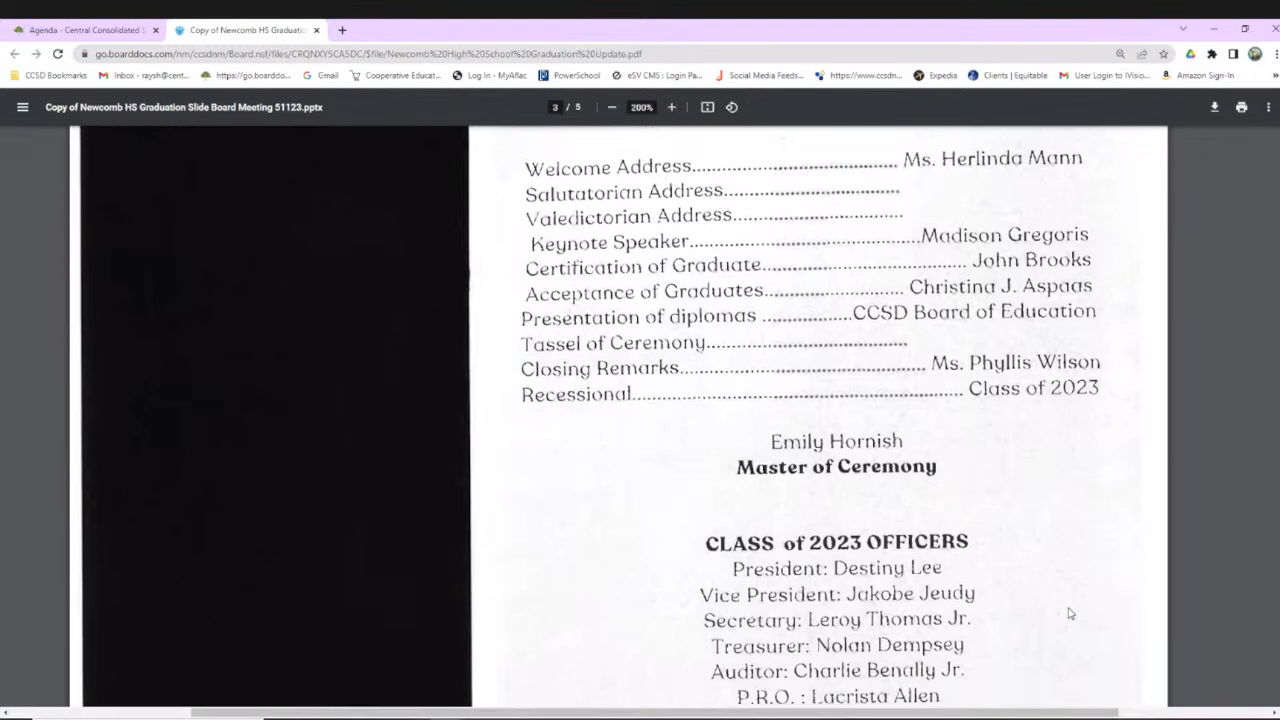 Agenda - Central Consolidated S
Copy of Newcomb HS Graduatio
go.boarddocs.com/nm/ccsdnm/Board.nsf/files/CRQNXY5CA5DC/$file/Newcomb%20High%20School%20Graduation%20Update.pdf
CCSD Bookmarks
Inbox - raysh@cent...
https://go.boarddo...
Gmail
Cooperative Educat...
Log In - MyAflac
PowerSchool
eSV CMS : Login Pa...
Social Media Feeds...
https://www.ccsdn...
Expedia
Clients | Equitable
User Login to IVisio...
Amazon Sign-In
Copy of Newcomb HS Graduation Slide Board Meeting 51123.pptx
3 / 5
200%
Welcome Address.................................................. Ms. Herlinda Mann
Salutatorian Address...........................................
Valedictorian Address.........................................
Keynote Speaker.......................................................Madison Gregoris
Certification of Graduate.................................................. John Brooks
Acceptance of Graduates.................................. Christina J. Aspaas
Presentation of diplomas .....................CCSD Board of Education
Tassel of Ceremony.................................................
Closing Remarks............................................................ Ms. Phyllis Wilson
Recessional................................................................................ Class of 2023
Emily Hornish
Master of Ceremony
CLASS of 2023 OFFICERS
President: Destiny Lee
Vice President: Jakobe Jeudy
Secretary: Leroy Thomas Jr.
Treasurer: Nolan Dempsey
Auditor: Charlie Benally Jr.
P.R.O. : Lacrista Allen